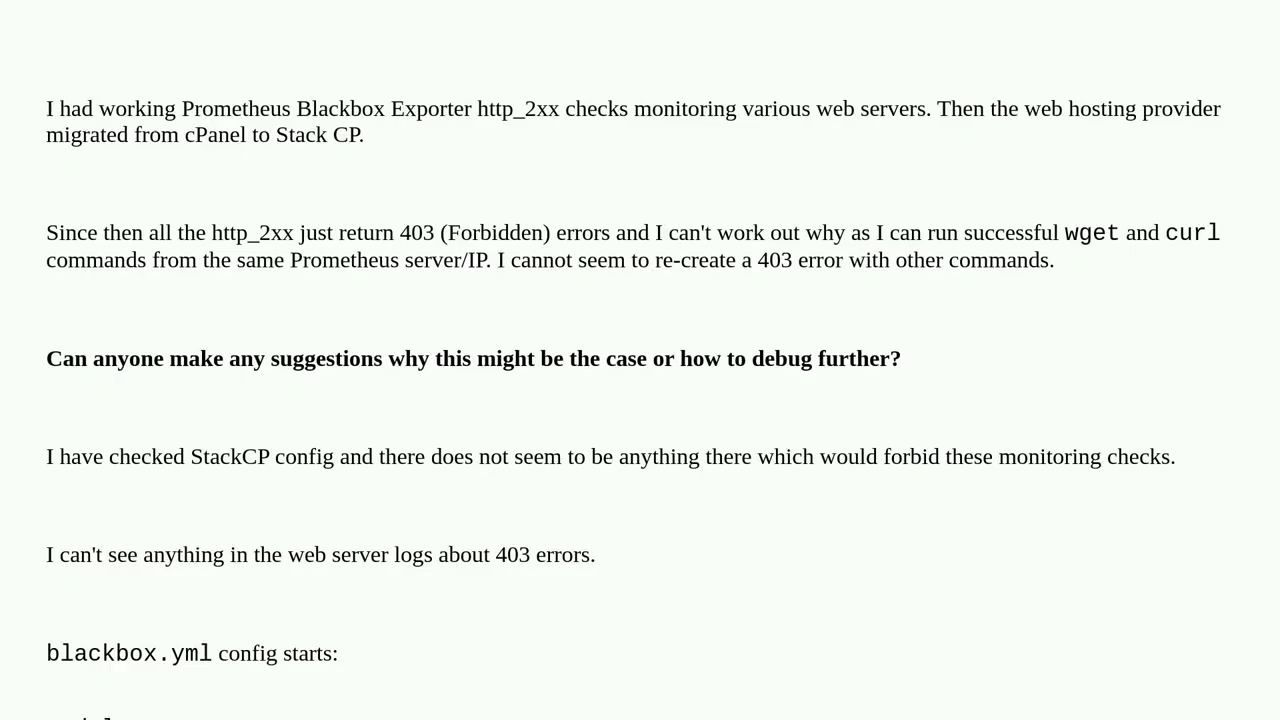 I had working Prometheus Blackbox Exporter http_2xx checks monitoring various web servers. Then the web hosting provider
migrated from cPanel to Stack CP.
Since then all the http_2xx just return 403 (Forbidden) errors and I can't work out why as I can run successful wget and curl
commands from the same Prometheus server/IP. I cannot seem to re-create a 403 error with other commands.
Can anyone make any suggestions why this might be the case or how to debug further?
I have checked StackCP config and there does not seem to be anything there which would forbid these monitoring checks.
I can't see anything in the web server logs about 403 errors.
blackbox.yml config starts: